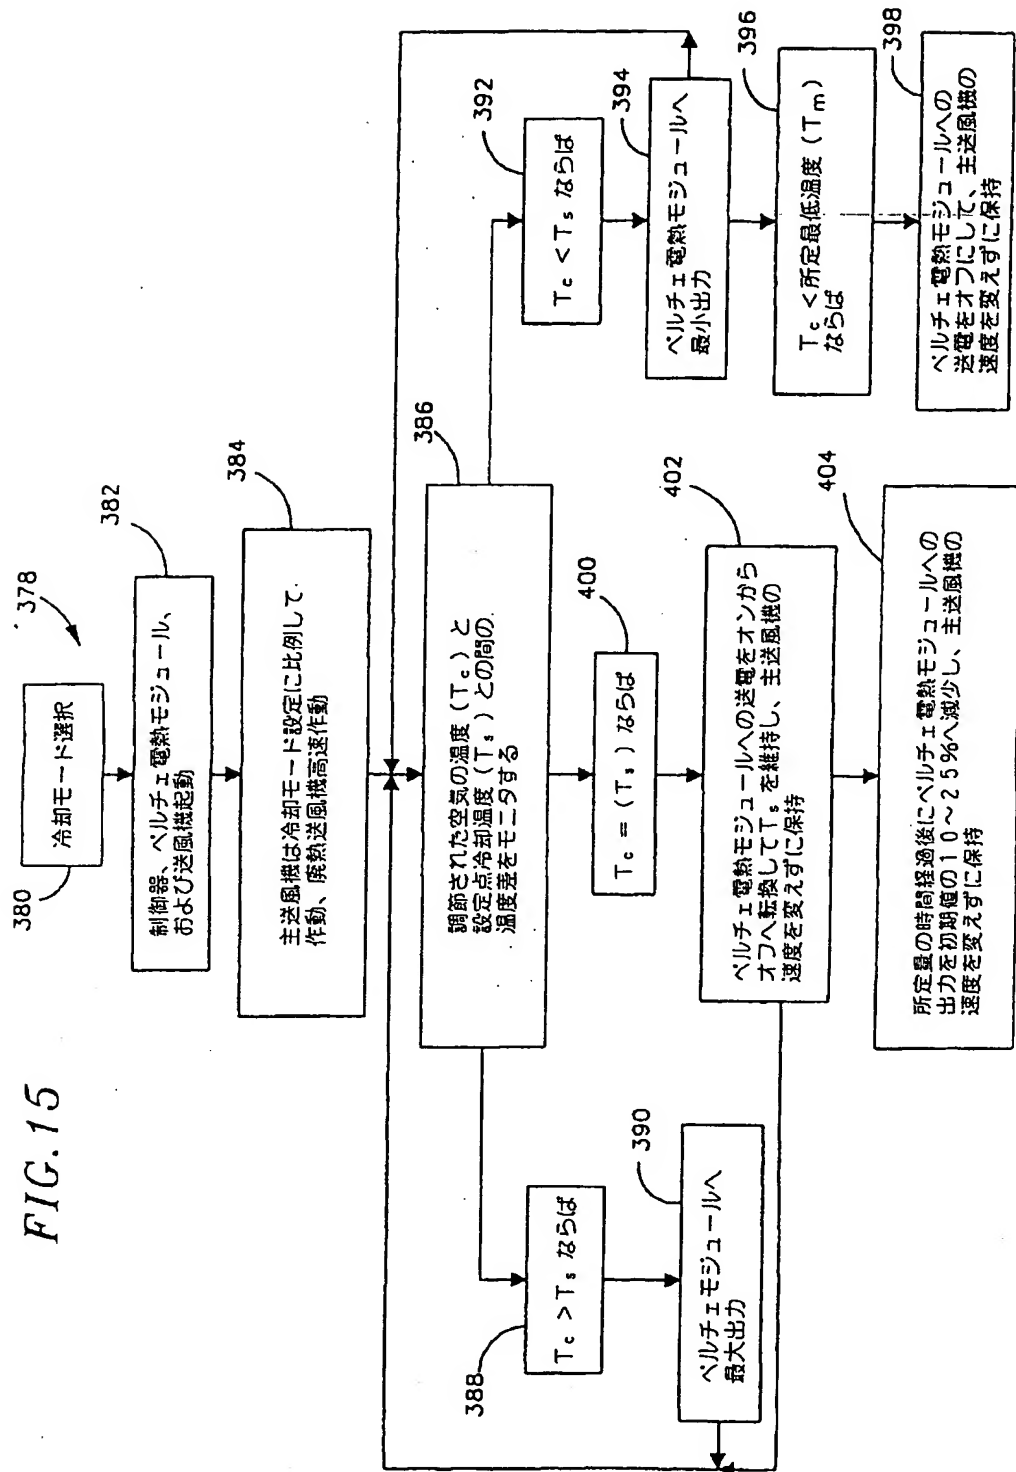 FIG.15
378
380
冷却モード選択
382
制御器、ペルチェ電熱モジュール、
および送風機起動
384
主送風機は冷却モード設定に比例して
作動、廃熱送風機高速作動
386
調節された空気の温度(Tc)と
設定点冷却温度(Ts)との間の
温度差をモニタする
388
Tc>Tsならば
390
ペルチェモジュールへ
最大出力
400
Tc=(Ts)ならば
402
ペルチェ電熱モジュールへの送電をオンから
オフへ転換してTsを維持し、主送風機の
速度を変えずに保持
404
所定量の時間経過後にペルチェ電熱モジュールへの
出力を初期値の10~25%へ減少し、主送風機の
速度を変えずに保持
392
Tc<Tsならば
394
ペルチェ電熱モジュールへ
最小出力
396
Tc<所定最低温度(Tm)
ならば
398
ペルチェ電熱モジュールへの
送電をオフにして、主送風機の
速度を変えずに保持